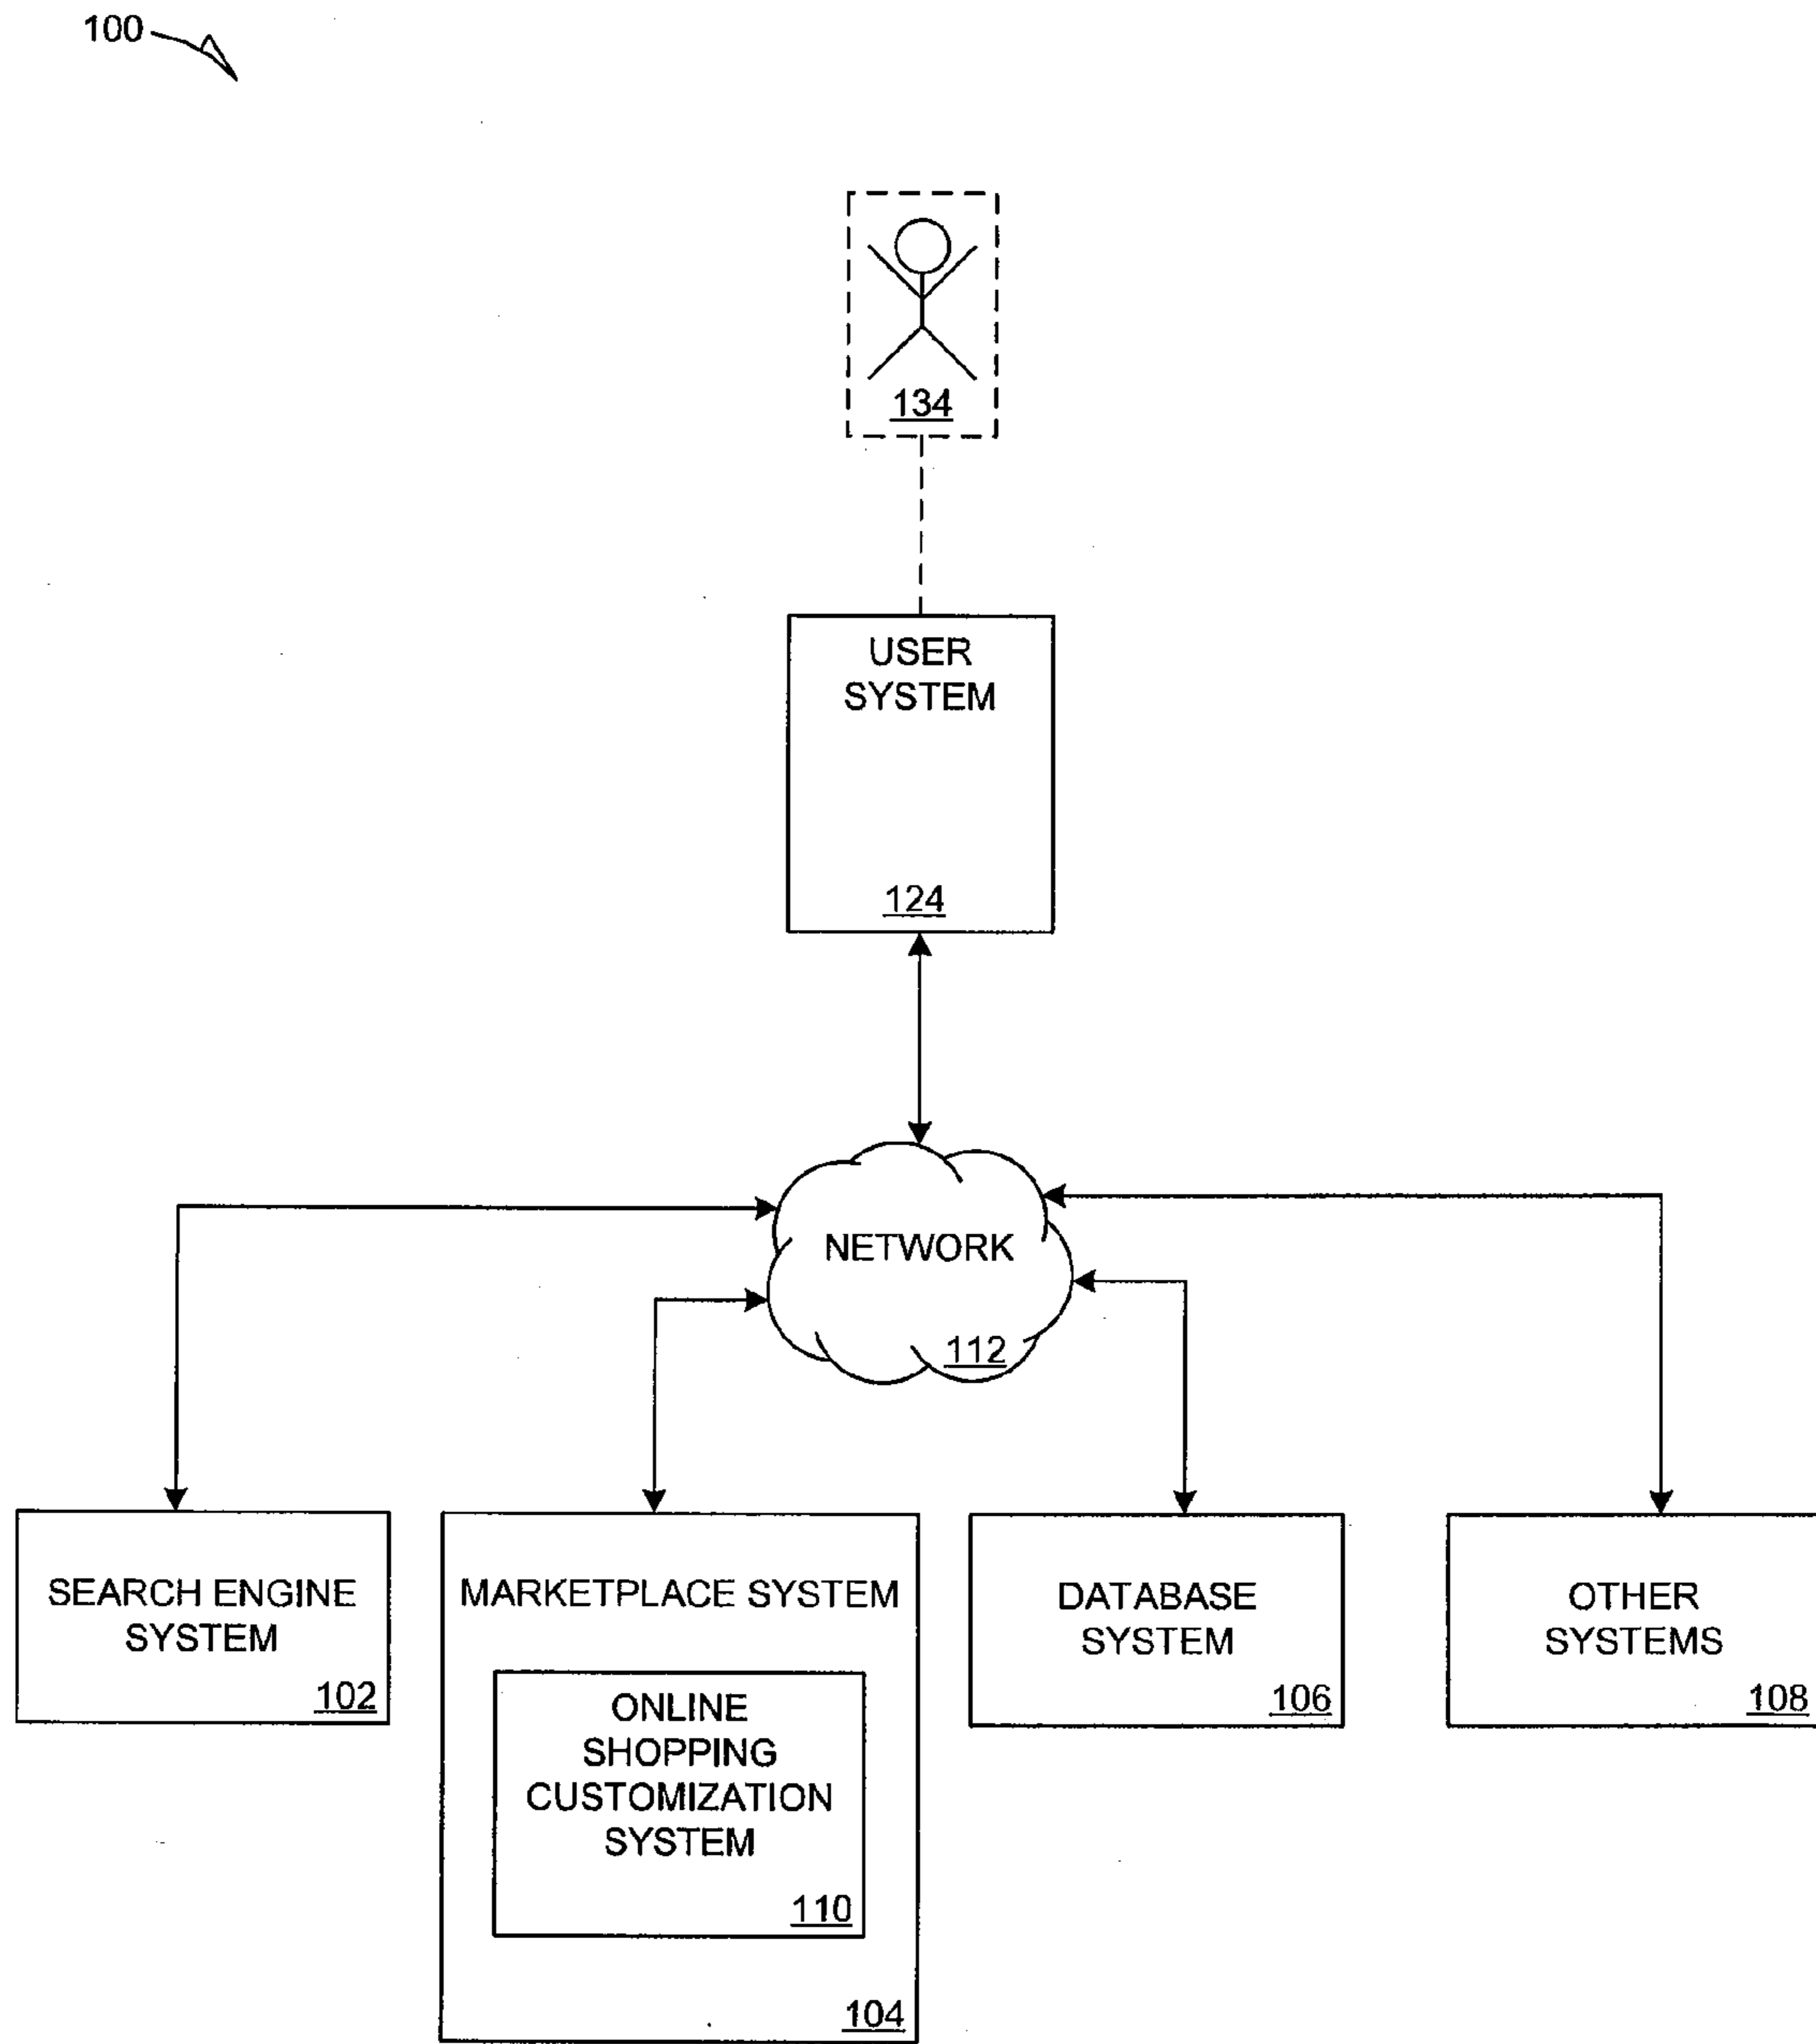 100
134
USER
SYSTEM
124
NETWORK
112
SEARCH ENGINE
SYSTEM
102
MARKETPLACE SYSTEM
ONLINE
SHOPPING
CUSTOMIZATION
SYSTEM
110
104
DATABASE
SYSTEM
106
OTHER
SYSTEMS
108